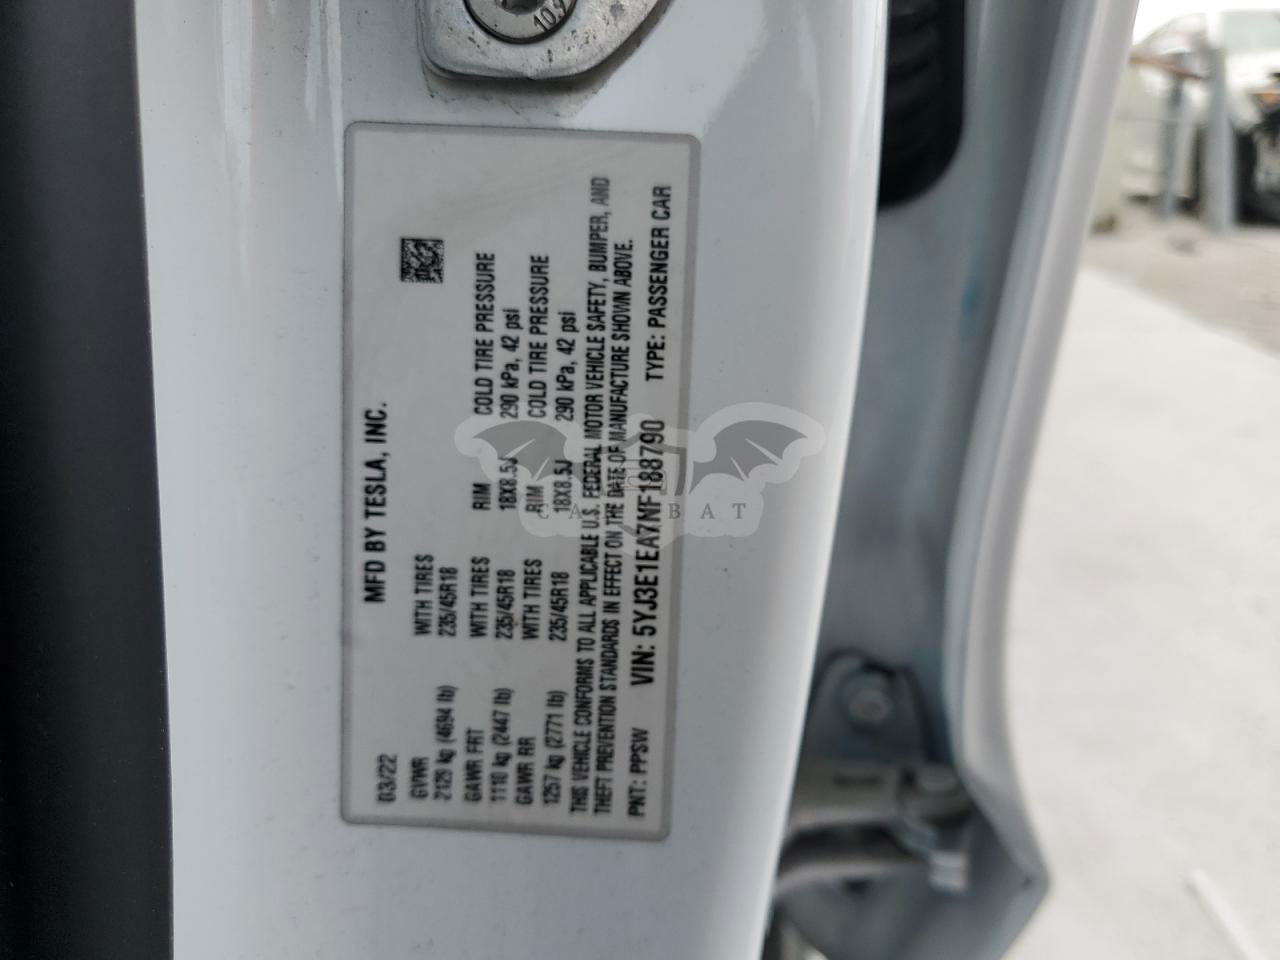 10.9
MFD BY TESLA, INC.
03/22
GVWR WITH TIRES
2129 kg (4694 lb) 235/45R18
GAWR FRT WITH TIRES RIM COLD TIRE PRESSURE
1110 kg (2447 lb) 235/45R18 18X8.5J 290 kPa, 42 psi
GAWR RR WITH TIRES RIM COLD TIRE PRESSURE
1257 kg (2771 lb) 235/45R18 18X8.5J 290 kPa, 42 psi
THIS VEHICLE CONFORMS TO ALL APPLICABLE U.S. FEDERAL MOTOR VEHICLE SAFETY, BUMPER, AND
THEFT PREVENTION STANDARDS IN EFFECT ON THE DATE OF MANUFACTURE SHOWN ABOVE.
PNT: PPSW VIN: 5YJ3E1EA7NF188790 TYPE: PASSENGER CAR
CARBAT